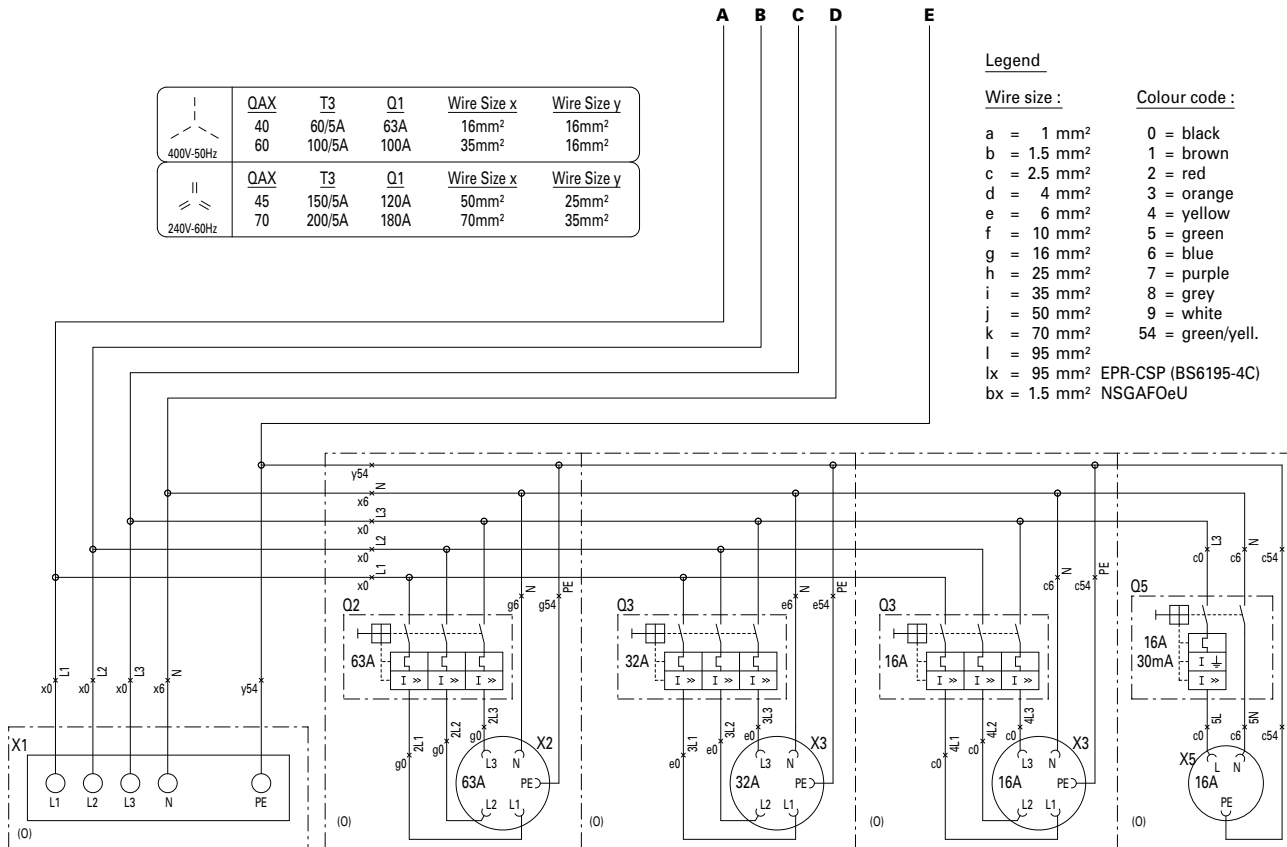 A B C D E
Legend
Wire size : Colour code :
a = 1 mm² 0 = black
b = 1.5 mm² 1 = brown
c = 2.5 mm² 2 = red
d = 4 mm² 3 = orange
e = 6 mm² 4 = yellow
f = 10 mm² 5 = green
g = 16 mm² 6 = blue
h = 25 mm² 7 = purple
i = 35 mm² 8 = grey
j = 50 mm² 9 = white
k = 70 mm² 54 = green/yell.
l = 95 mm²
lx = 95 mm² EPR-CSP (BS6195-4C)
bx = 1.5 mm² NSGAFOeU
QAX T3 Q1 Wire Size x Wire Size y
40 60/5A 63A 16mm² 16mm²
60 100/5A 100A 35mm² 16mm²
400V-50Hz
QAX T3 Q1 Wire Size x Wire Size y
45 150/5A 120A 50mm² 25mm²
70 200/5A 180A 70mm² 35mm²
240V-60Hz
y54
x6 N
x0 L3
x0 L2
x0 L1
x0 L1
x0 L2
x0 L3
x6 N
y54
X1
L1 L2 L3 N PE
(O)
g6 N
g54 PE
Q2
63A
I >> I >> I >>
g0 2L1
g0 2L2
g0 2L3
X2
L3 N
63A PE
L2 L1
(O)
e6 N
e54 PE
Q3
32A
I >> I >> I >>
e0 3L1
e0 3L2
e0 3L3
X3
L3 N
32A PE
L2 L1
(O)
c6 N
c54 PE
Q3
16A
I >> I >> I >>
c0 4L1
c0 4L2
c0 4L3
X3
L3 N
16A PE
L2 L1
(O)
c0 L3
c6 N
c54
Q5
16A
30mA
I
c0 5L
c6 5N
c54
X5
L N
16A
PE
(O)